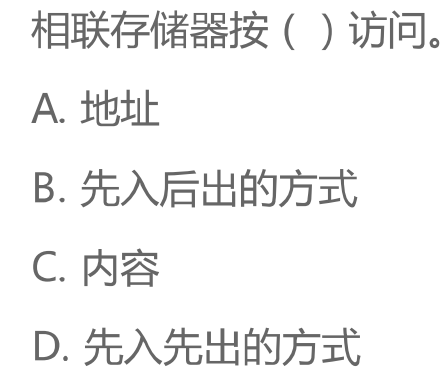 相联存储器按（ ）访问。
A. 地址
B. 先入后出的方式
C. 内容
D. 先入先出的方式